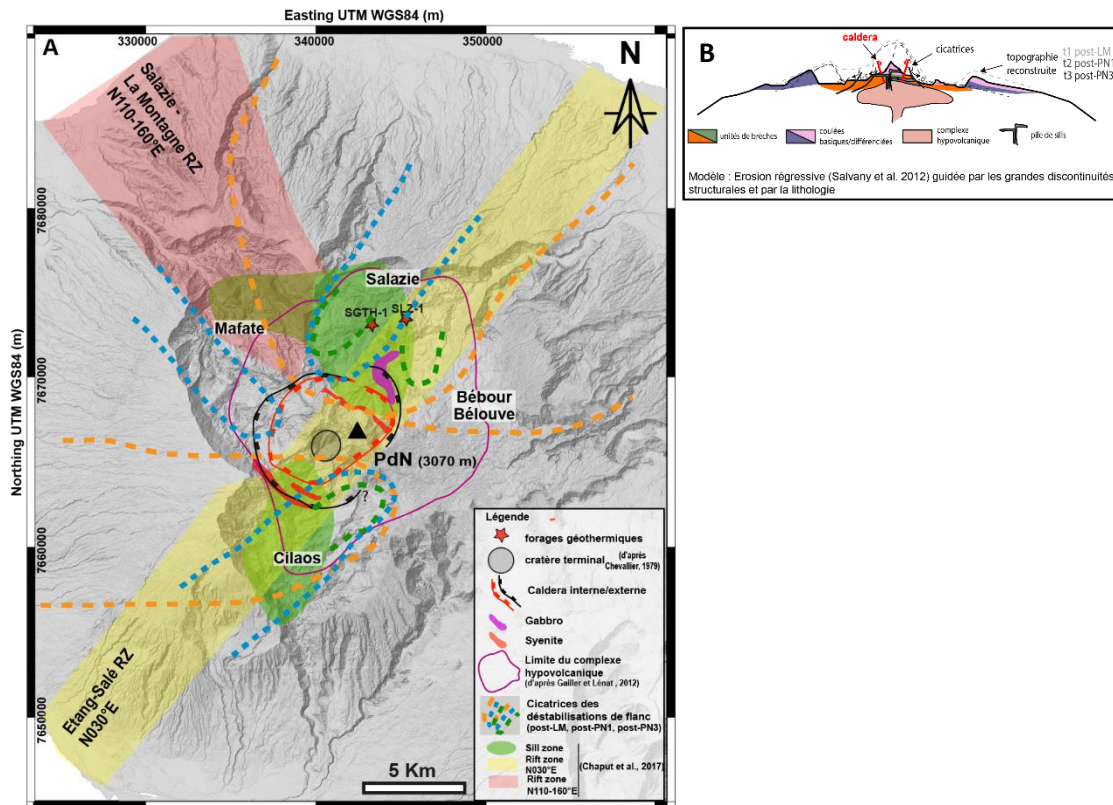 Easting UTM WGS84 (m)
330000
340000
350000
A
N
Northing UTM WGS84 (m)
7680000
7670000
7660000
7650000
Salazie -
La Montagne RZ
N110-160°E
Salazie
SGTH-1
SLZ-1
Mafate
Bébour
Bélouve
PdN (3070 m)
?
Cilaos
Etang-Salé RZ
N030°E
5 Km
Légende
forages géothermiques
cratère terminal (d'après
Chevallier, 1979)
Caldera interne/externe
Gabbro
Syenite
Limite du complexe
hypovolcanique
(d'après Gailler et Lénat , 2012)
Cicatrices des
déstabilisations de flanc
(post-LM, post-PN1, post-PN3)
Sill zone
Rift zone
N030°E
(Chaput et al., 2017)
Rift zone
N110-160°E
B
caldera
cicatrices
topographie
reconstruite
t1 post-LM
t2 post-PN1
t3 post-PN3
unités de brèches
coulées
basiques/différenciées
complexe
hypovolcanique
pile de sills
Modèle : Erosion régressive (Salvany et al. 2012) guidée par les grandes discontinuités
structurales et par la lithologie